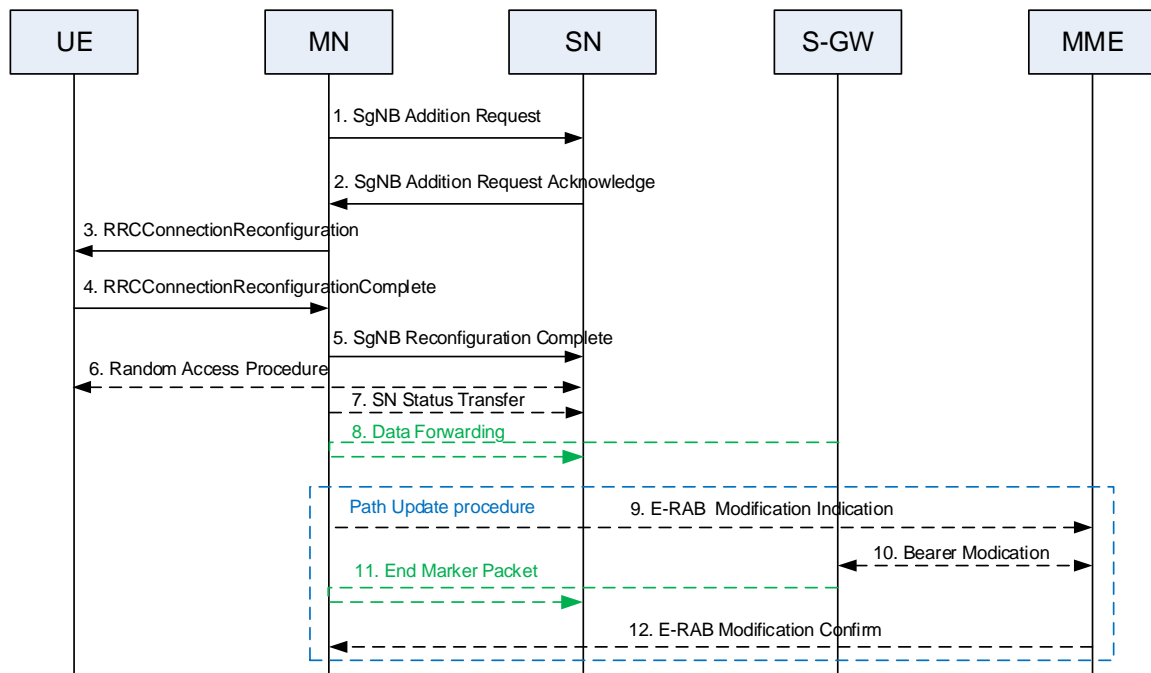 UE
MN
SN
S-GW
MME
1. SgNB Addition Request
2. SgNB Addition Request Acknowledge
3. RRCConnectionReconfiguration
4. RRCConnectionReconfigurationComplete
5. SgNB Reconfiguration Complete
6. Random Access Procedure
7. SN Status Transfer
8. Data Forwarding
Path Update procedure
9. E-RAB Modification Indication
10. Bearer Modication
11. End Marker Packet
12. E-RAB Modification Confirm